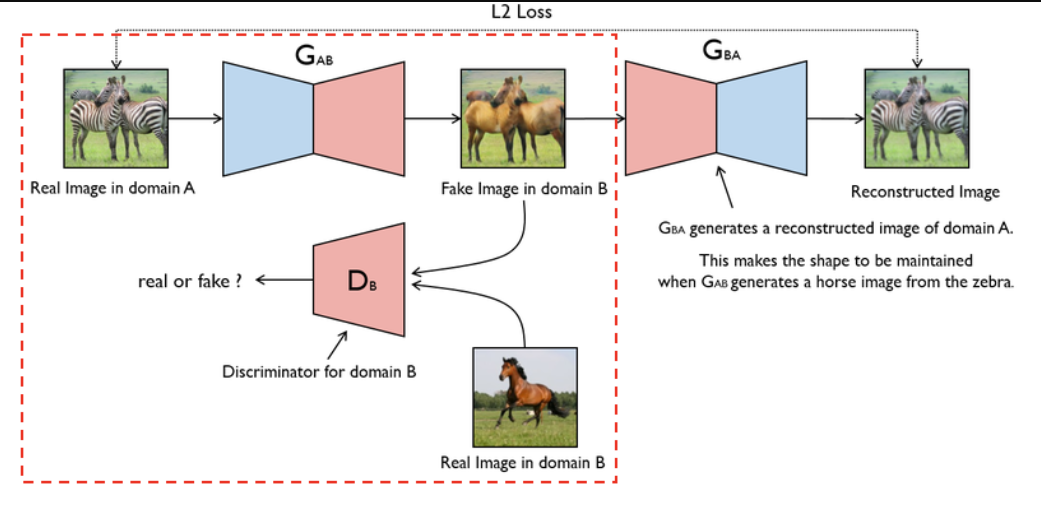 L2 Loss
GAB
GBA
Real Image in domain A
Fake Image in domain B
Reconstructed Image
GBA generates a reconstructed image of domain A.
This makes the shape to be maintained
when GAB generates a horse image from the zebra.
real or fake ?
DB
Discriminator for domain B
Real Image in domain B